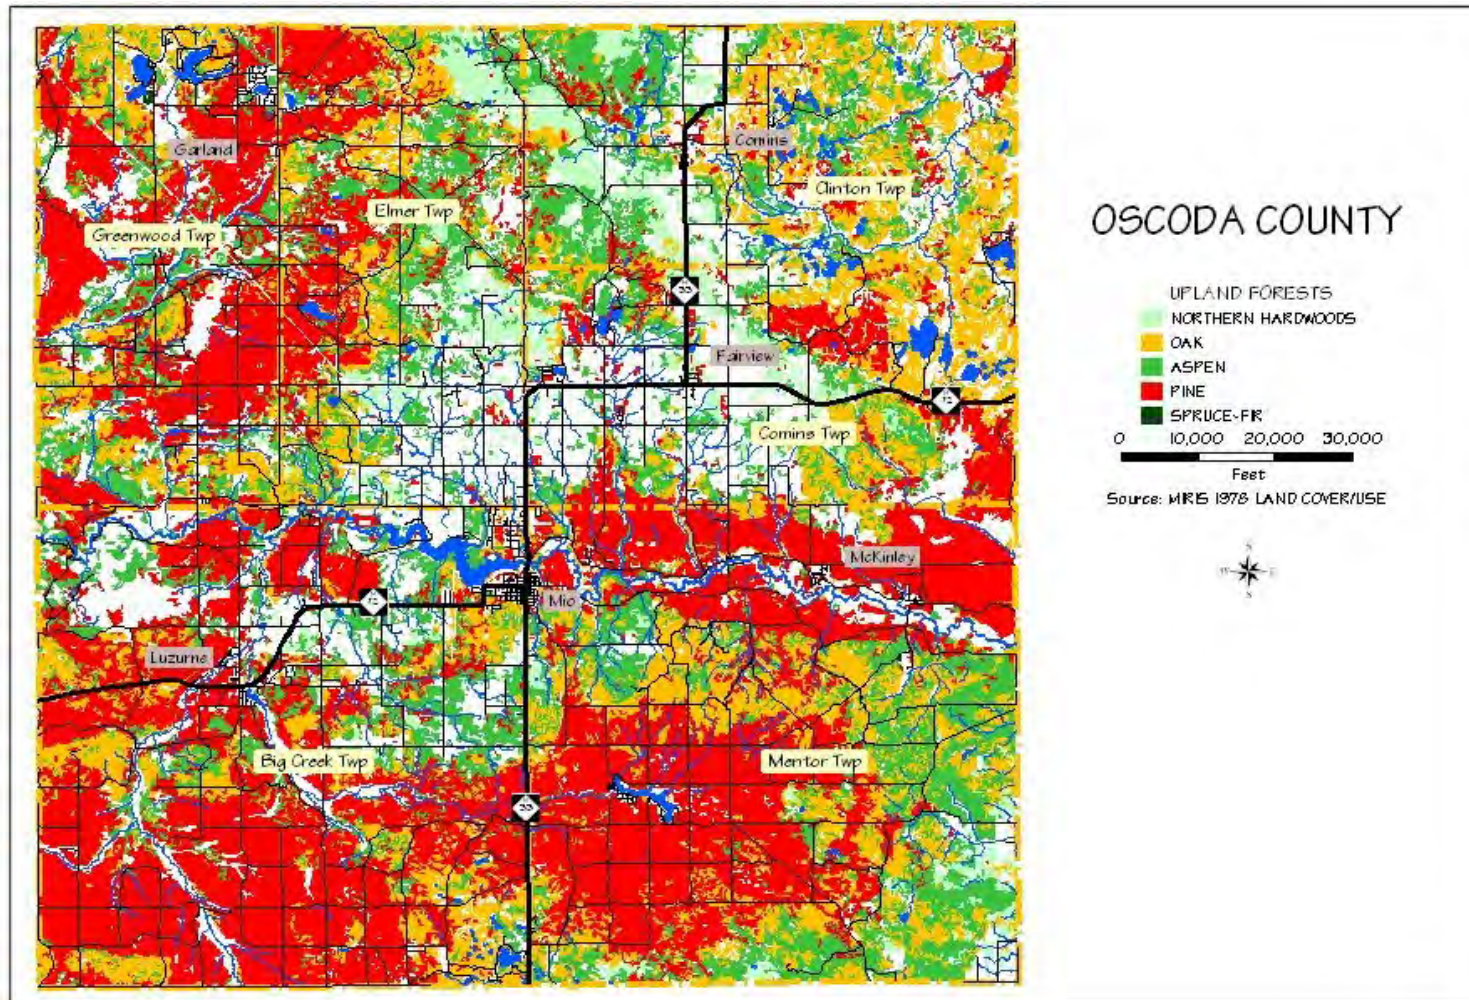 Garland
Comins
Clinton Twp
Elmer Twp
Greenwood Twp
OSCODA COUNTY
UPLAND FORESTS
NORTHERN HARDWOODS
OAK
ASPEN
PINE
SPRUCE-FIR
0 10,000 20,000 30,000
Feet
Source: MIRIS 1978 LAND COVER/USE
33
Fairview
72
Comins Twp
McKinley
72
Mio
Luzurne
Big Creek Twp
Mentor Twp
33
W E
S